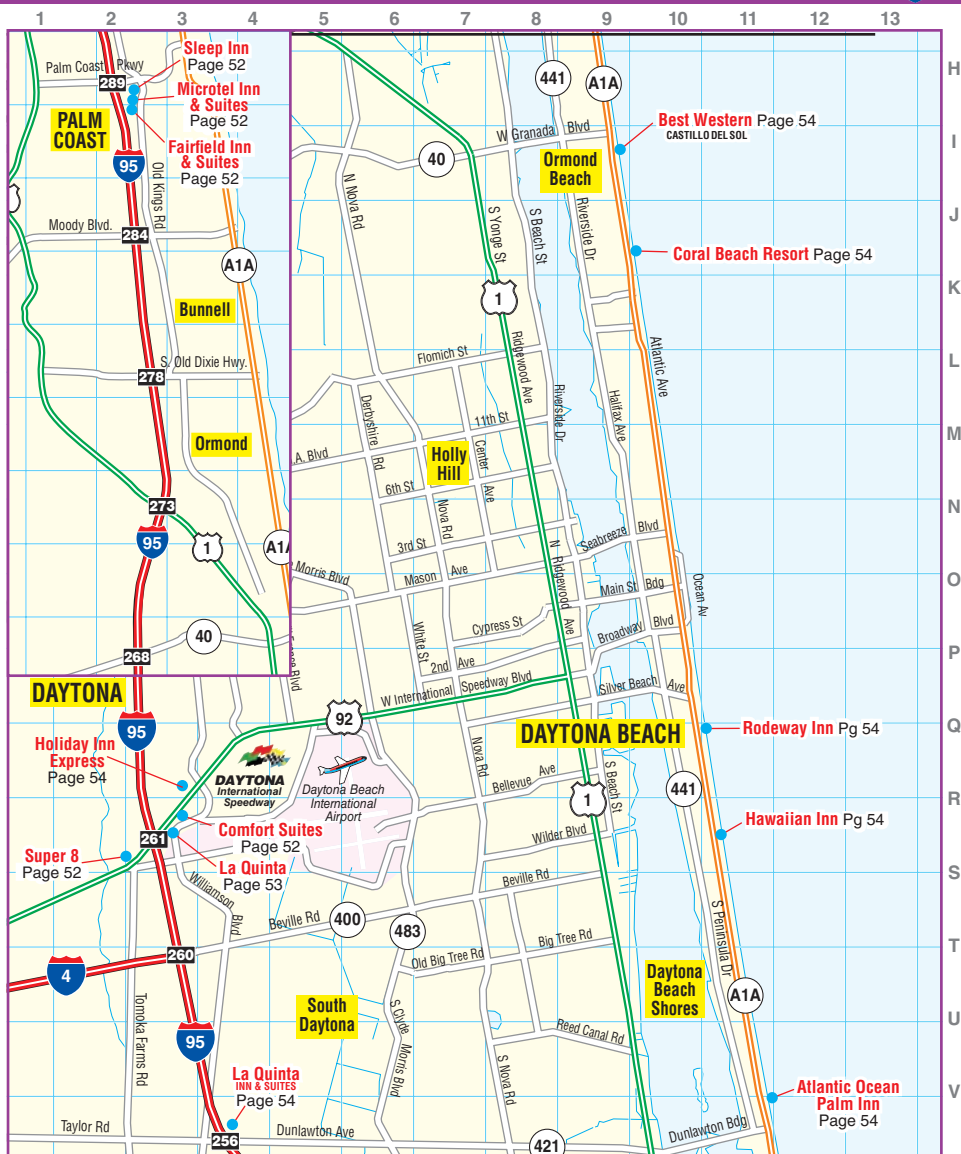 1 2 3 4 5 6 7 8 9 10 11 12 13
H
I
J
K
L
M
N
O
P
Q
R
S
T
U
V
Sleep Inn
Page 52
Palm Coast Pkwy
289
Microtel Inn
& Suites
Page 52
PALM
COAST
Fairfield Inn
& Suites
Page 52
95
Old Kings Rd
Moody Blvd.
284
A1A
Bunnell
S. Old Dixie Hwy.
278
Ormond
273
95
1
A1A
40
268
441
A1A
W Granada Blvd
40
Ormond
Beach
Best Western Page 54
CASTILLO DEL SOL
N Nova Rd
S Yonge St
S Beach St
Riverside Dr
Coral Beach Resort Page 54
1
Ridgewood Ave
Flomich St
Atlantic Ave
Derbyshire
Rd
Riverside Dr
Halifax Ave
11th St
.A. Blvd
Holly
Hill
Center
Ave
6th St
Nova Rd
3rd St
Seabreeze Blvd
N Ridgewood Ave
Morris Blvd
Mason Ave
Main St Bdg
Ocean Av
White St
Cypress St
Broadway Blvd
2nd Ave
W International Speedway Blvd
Silver Beach Ave
DAYTONA
95
92
DAYTONA BEACH
Rodeway Inn Pg 54
Holiday Inn
Express
Page 54
DAYTONA
International
Speedway
Daytona Beach
International
Airport
Nova Rd
Bellevue Ave
S Beach St
1
441
Hawaiian Inn Pg 54
261
Comfort Suites
Page 52
Wilder Blvd
Super 8
Page 52
La Quinta
Page 53
Williamson
Blvd
Beville Rd
Beville Rd
400
483
S Peninsula Dr
260
Old Big Tree Rd
Big Tree Rd
4
Daytona
Beach
Shores
A1A
Tomoka Farms Rd
South
Daytona
S Clyde Morris Blvd
Reed Canal Rd
95
S Nova Rd
La Quinta
INN & SUITES
Page 54
Atlantic Ocean
Palm Inn
Page 54
Taylor Rd
256
Dunlawton Ave
421
Dunlawton Bdg